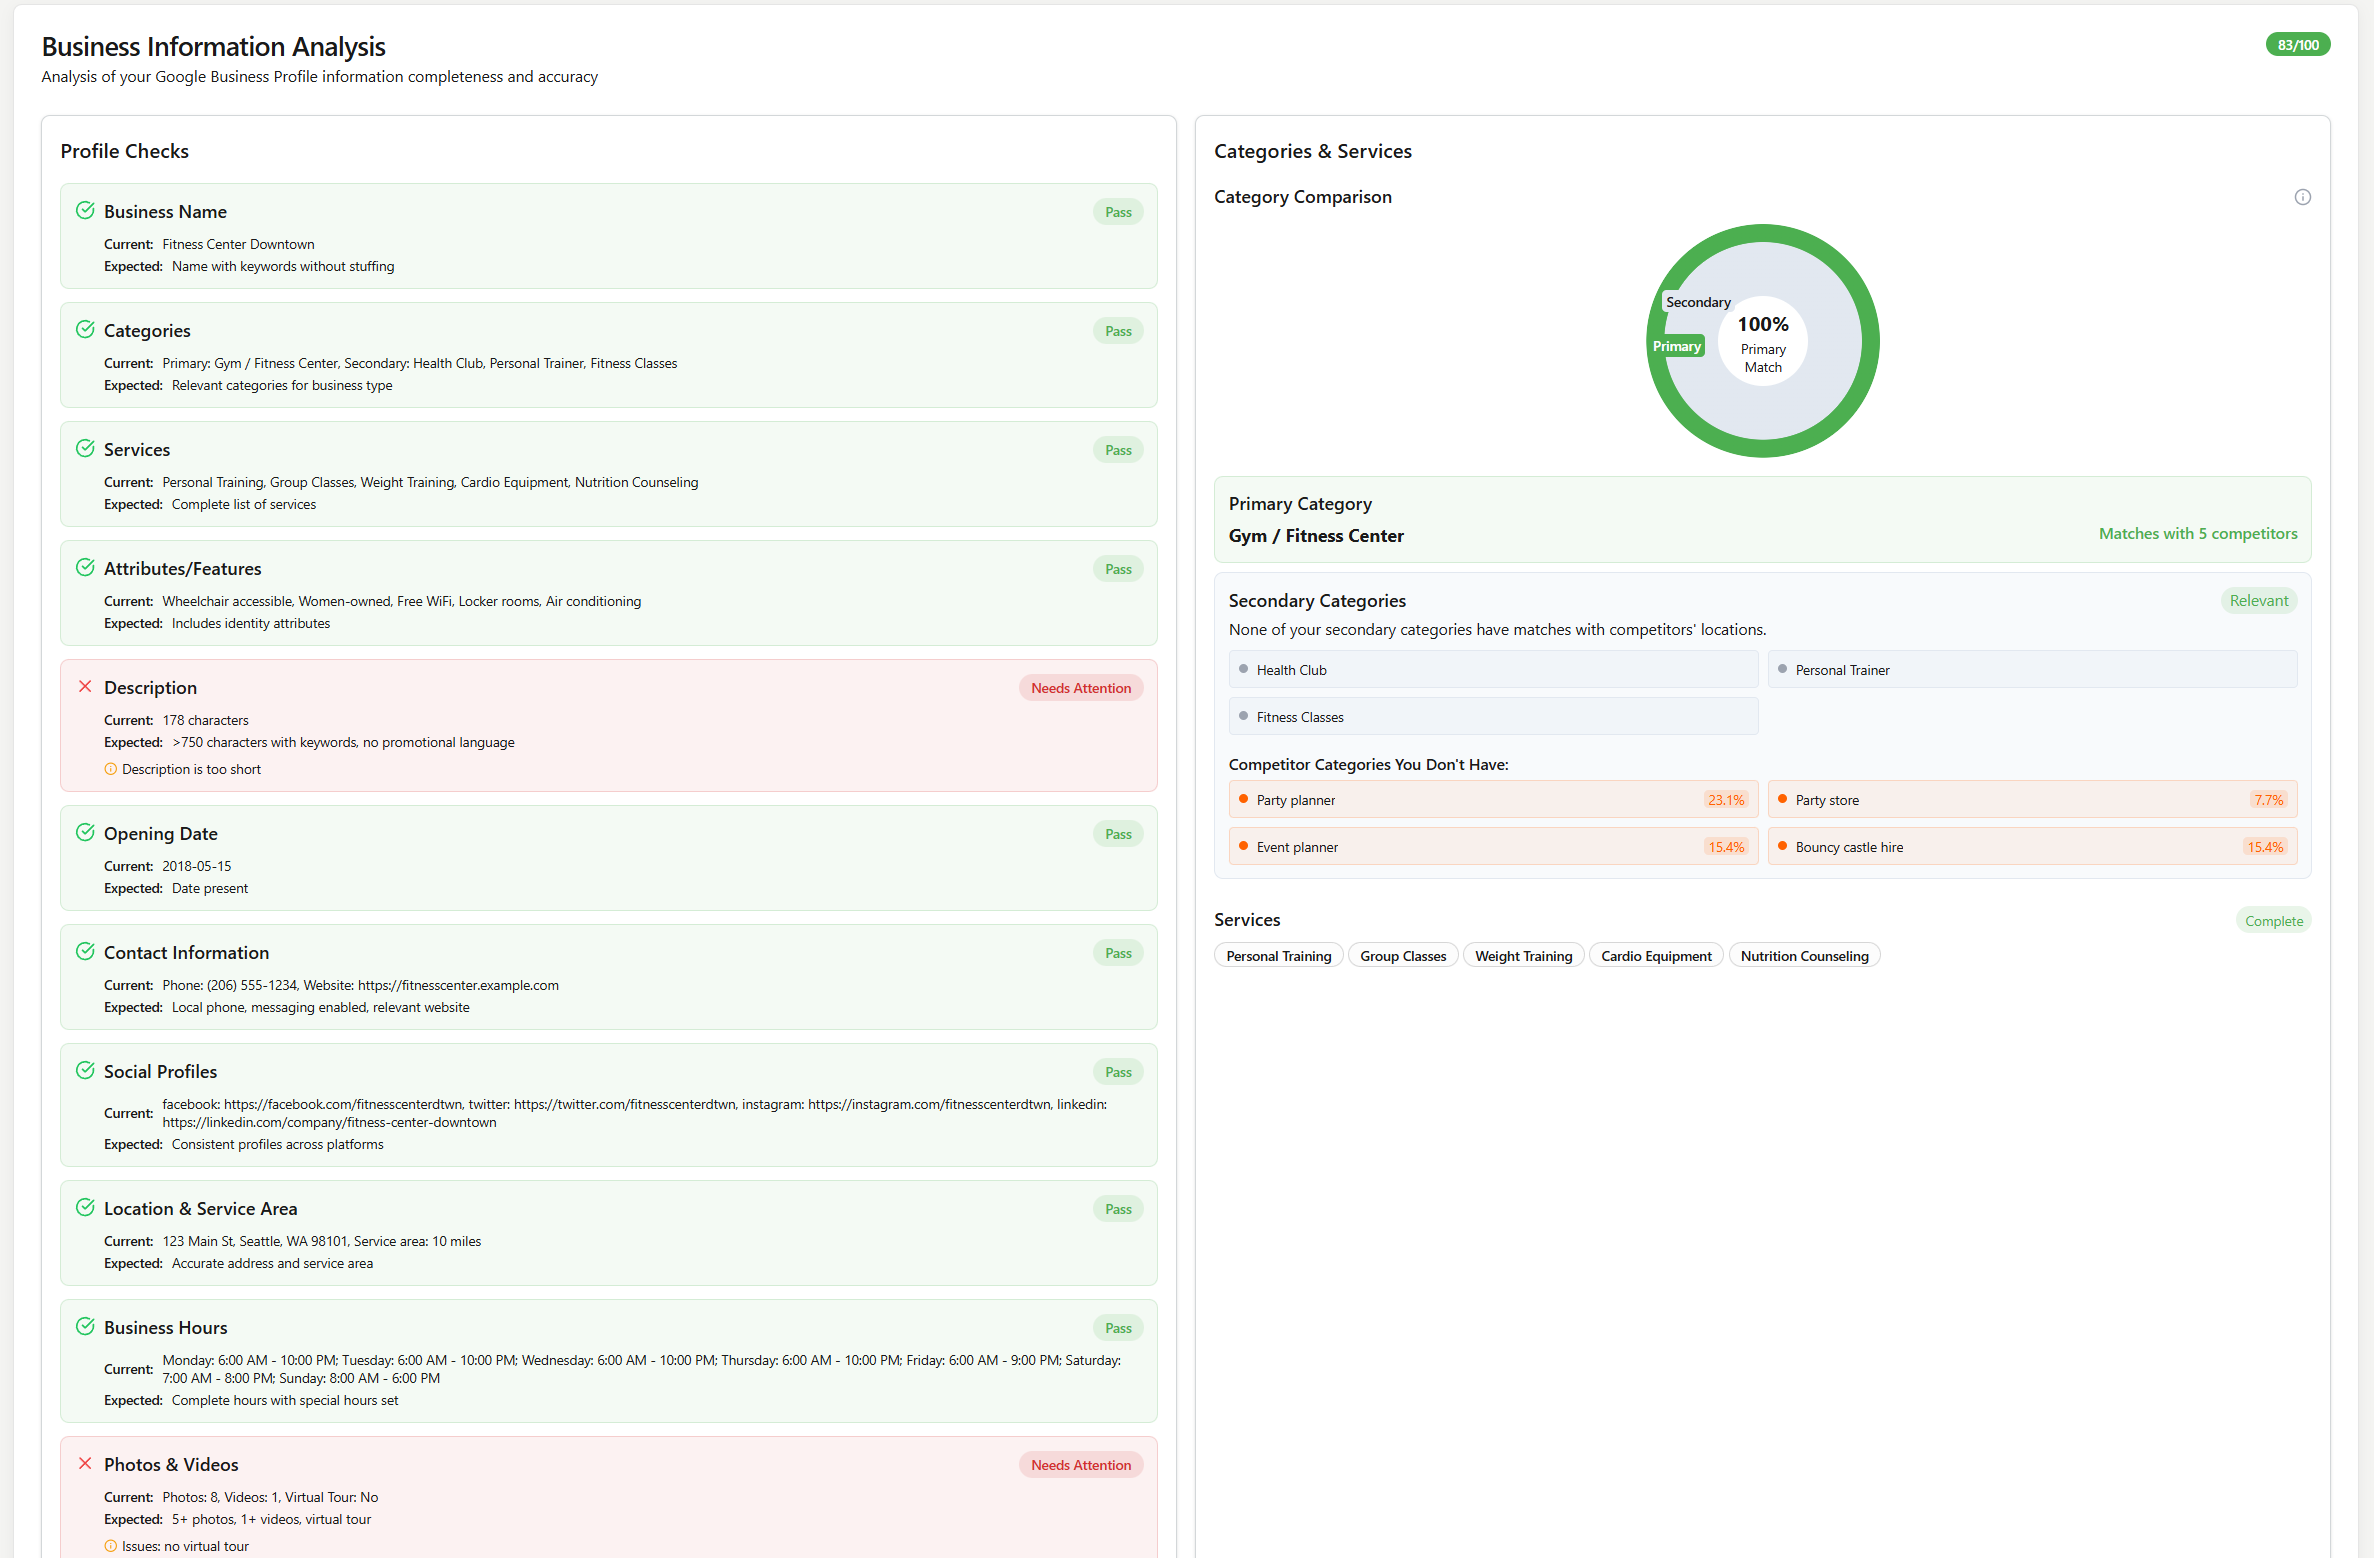 Business Information Analysis
83/100
Analysis of your Google Business Profile information completeness and accuracy
Profile Checks
Business Name
Pass
Current: Fitness Center Downtown
Expected: Name with keywords without stuffing
Categories
Pass
Current: Primary: Gym / Fitness Center, Secondary: Health Club, Personal Trainer, Fitness Classes
Expected: Relevant categories for business type
Services
Pass
Current: Personal Training, Group Classes, Weight Training, Cardio Equipment, Nutrition Counseling
Expected: Complete list of services
Attributes/Features
Pass
Current: Wheelchair accessible, Women-owned, Free WiFi, Locker rooms, Air conditioning
Expected: Includes identity attributes
Description
Needs Attention
Current: 178 characters
Expected: >750 characters with keywords, no promotional language
Description is too short
Opening Date
Pass
Current: 2018-05-15
Expected: Date present
Contact Information
Pass
Current: Phone: (206) 555-1234, Website: https://fitnesscenter.example.com
Expected: Local phone, messaging enabled, relevant website
Social Profiles
Pass
Current: facebook: https://facebook.com/fitnesscenterdtwn, twitter: https://twitter.com/fitnesscenterdtwn, instagram: https://instagram.com/fitnesscenterdtwn, linkedin:
https://linkedin.com/company/fitness-center-downtown
Expected: Consistent profiles across platforms
Location & Service Area
Pass
Current: 123 Main St, Seattle, WA 98101, Service area: 10 miles
Expected: Accurate address and service area
Business Hours
Pass
Current: Monday: 6:00 AM - 10:00 PM; Tuesday: 6:00 AM - 10:00 PM; Wednesday: 6:00 AM - 10:00 PM; Thursday: 6:00 AM - 10:00 PM; Friday: 6:00 AM - 9:00 PM; Saturday:
7:00 AM - 8:00 PM; Sunday: 8:00 AM - 6:00 PM
Expected: Complete hours with special hours set
Photos & Videos
Needs Attention
Current: Photos: 8, Videos: 1, Virtual Tour: No
Expected: 5+ photos, 1+ videos, virtual tour
Issues: no virtual tour
Categories & Services
Category Comparison
Secondary
Primary
100%
Primary
Match
Primary Category
Gym / Fitness Center
Matches with 5 competitors
Secondary Categories
Relevant
None of your secondary categories have matches with competitors' locations.
Health Club
Personal Trainer
Fitness Classes
Competitor Categories You Don't Have:
Party planner 23.1%
Party store 7.7%
Event planner 15.4%
Bouncy castle hire 15.4%
Services
Complete
Personal Training
Group Classes
Weight Training
Cardio Equipment
Nutrition Counseling